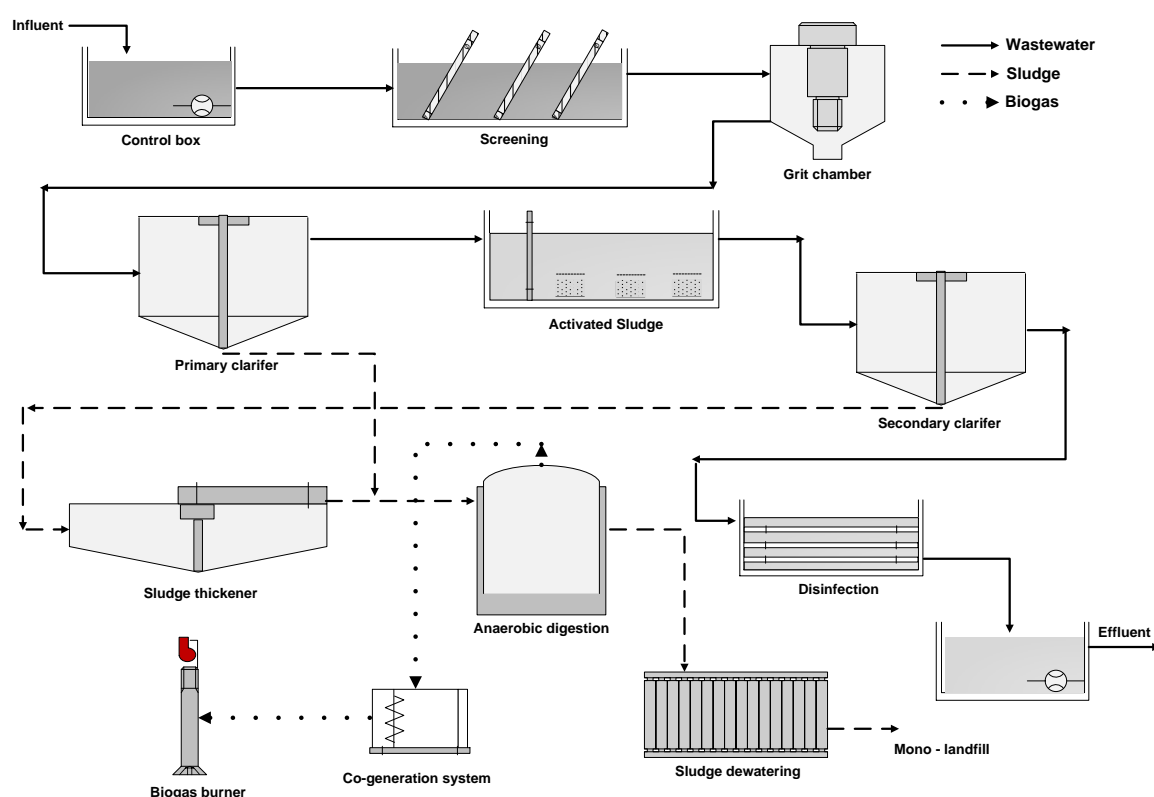 Influent
Wastewater
Sludge
Biogas
Control box
Screening
Grit chamber
Primary clarifer
Activated Sludge
Secondary clarifer
Sludge thickener
Anaerobic digestion
Disinfection
Effluent
Biogas burner
Co-generation system
Sludge dewatering
Mono - landfill